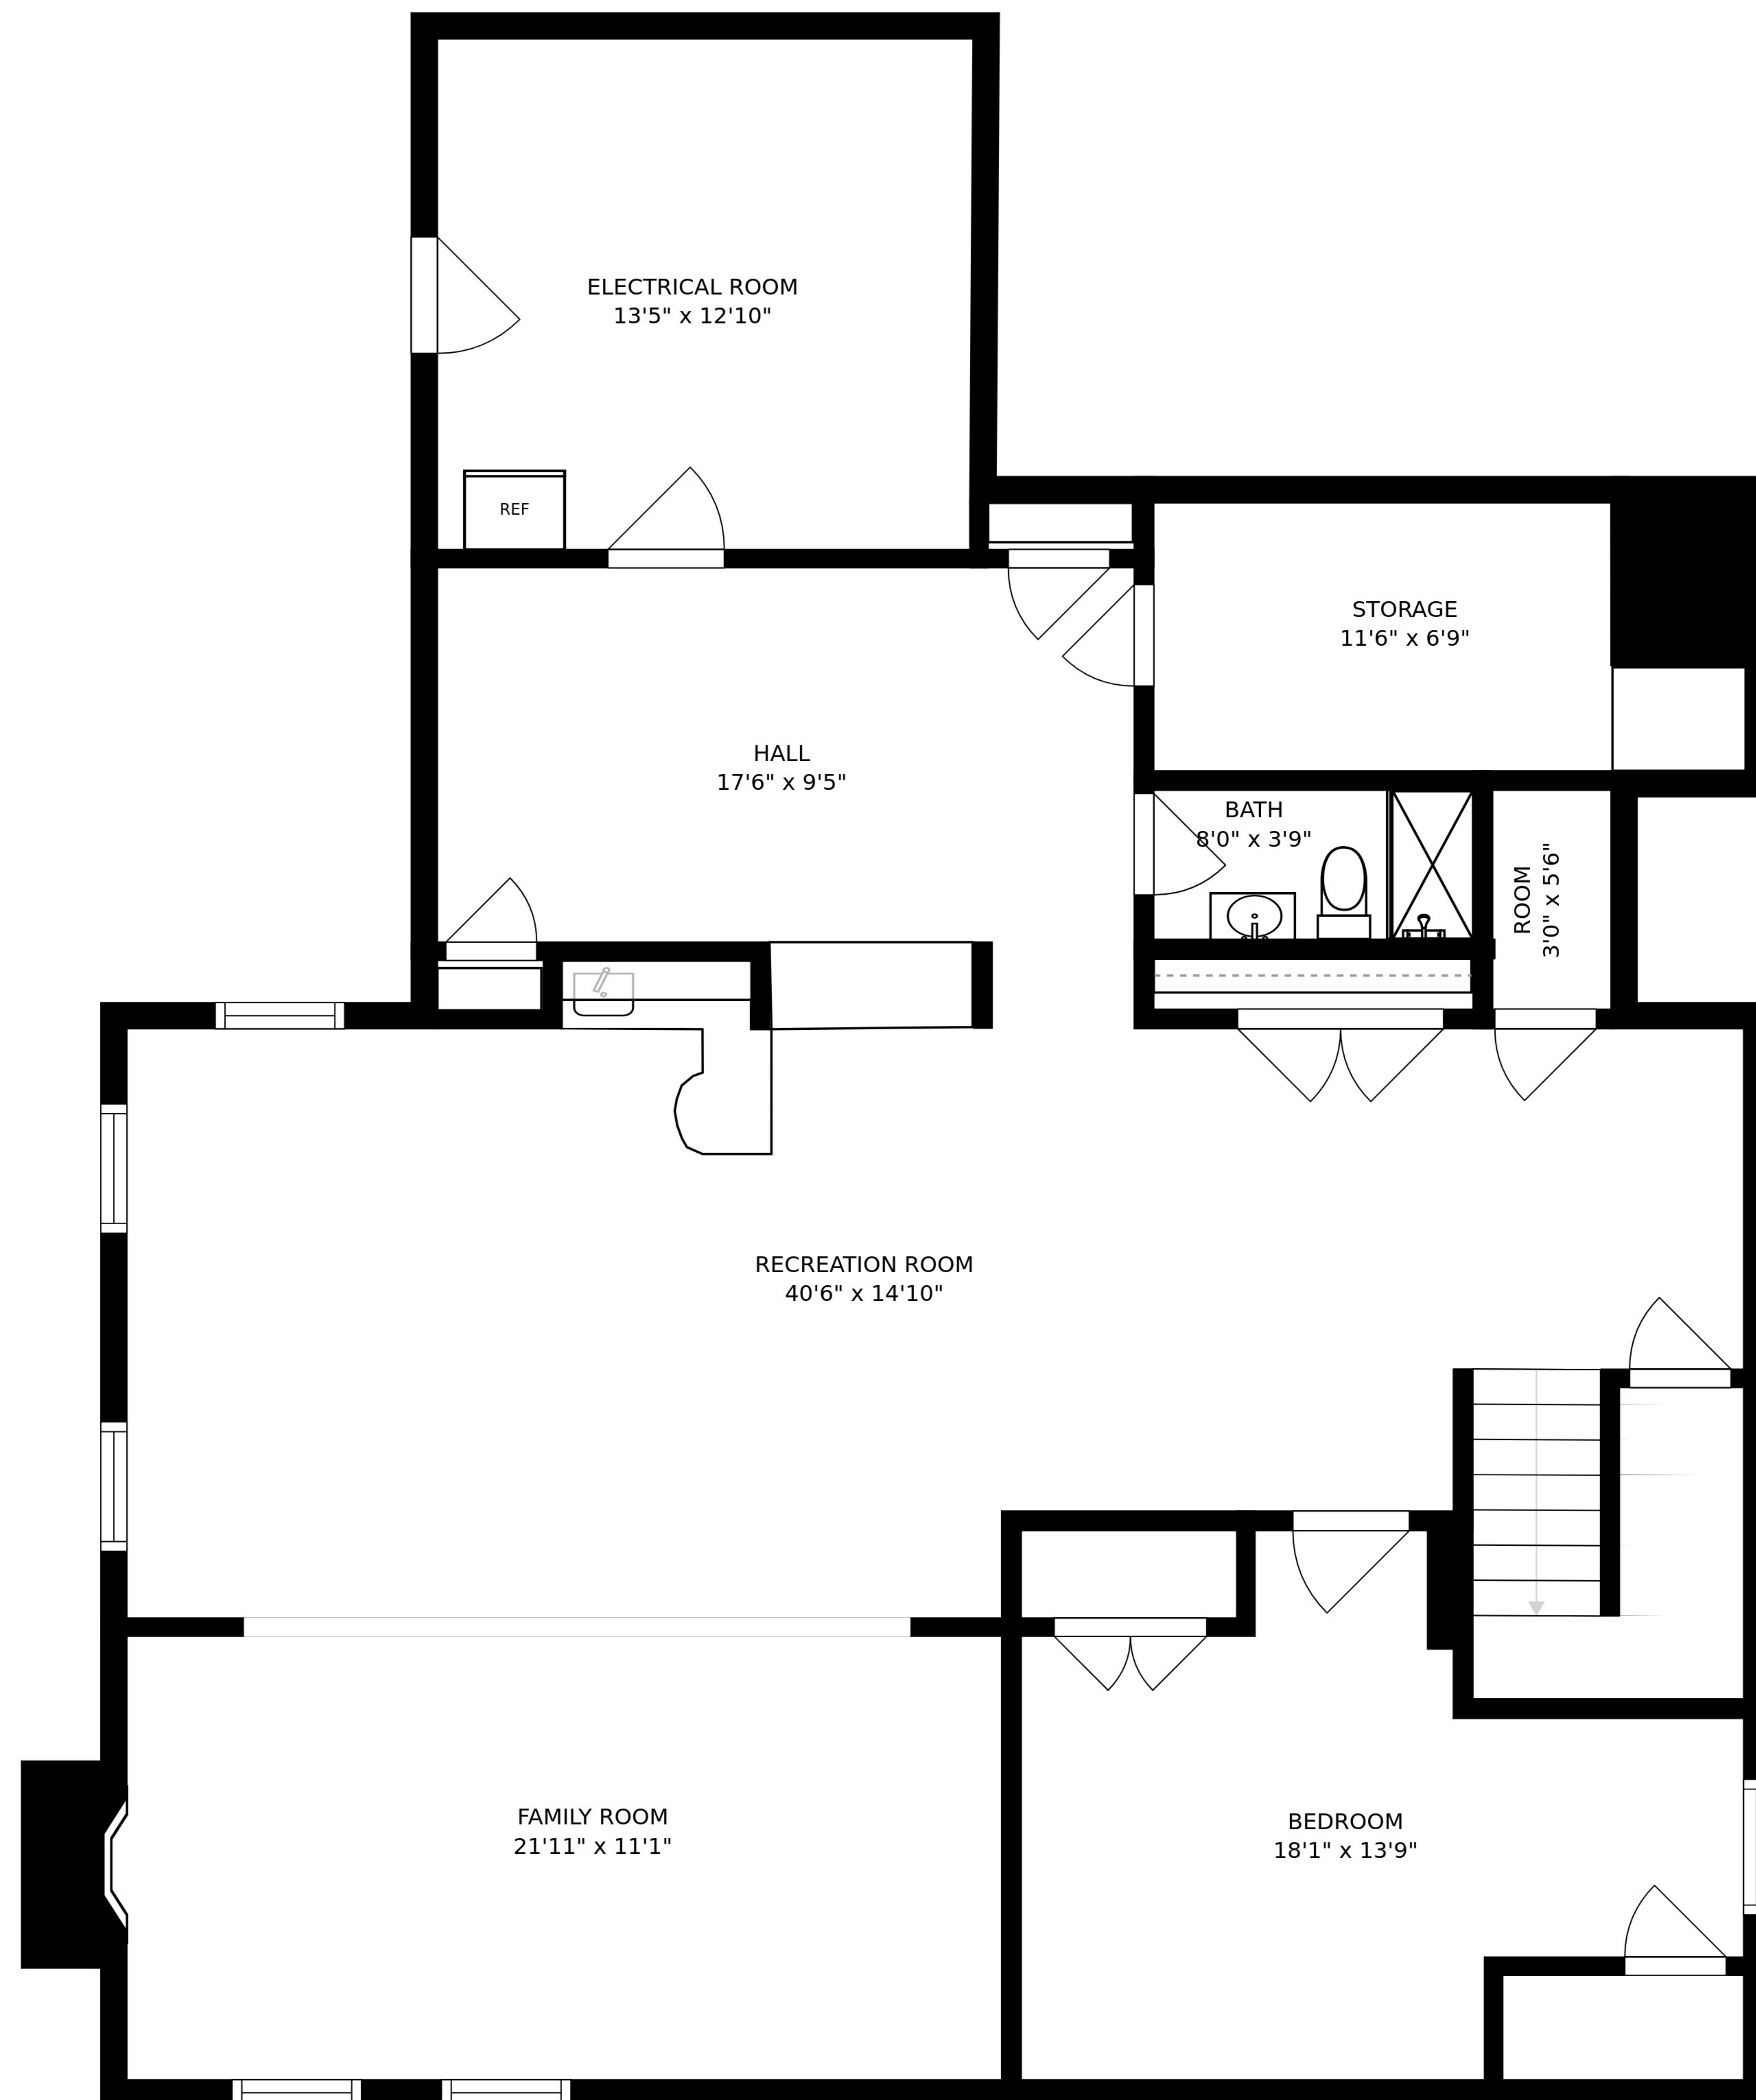 ELECTRICAL ROOM
13'5" x 12'10"
REF
STORAGE
11'6" x 6'9"
HALL
17'6" x 9'5"
BATH
8'0" x 3'9"
ROOM
3'0" x 5'6"
RECREATION ROOM
40'6" x 14'10"
FAMILY ROOM
21'11" x 11'1"
BEDROOM
18'1" x 13'9"